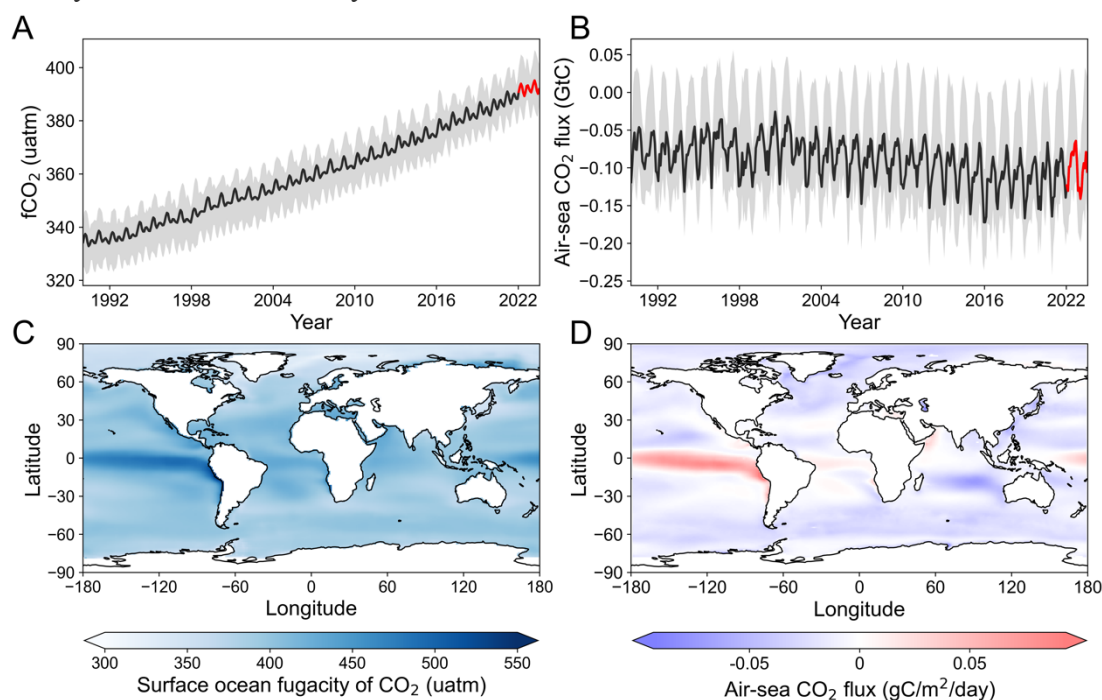 A
B
fCO₂ (uatm)
400
380
360
340
320
1992 1998 2004 2010 2016 2022
Year
Air-sea CO₂ flux (GtC)
0.05
0.00
−0.05
−0.10
−0.15
−0.20
−0.25
1992 1998 2004 2010 2016 2022
Year
C
D
Latitude
90
60
30
0
−30
−60
−90
−180 −120 −60 0 60 120 180
Longitude
Latitude
90
60
30
0
−30
−60
−90
−180 −120 −60 0 60 120 180
Longitude
300 350 400 450 500 550
Surface ocean fugacity of CO₂ (uatm)
-0.05 0 0.05
Air-sea CO₂ flux (gC/m²/day)